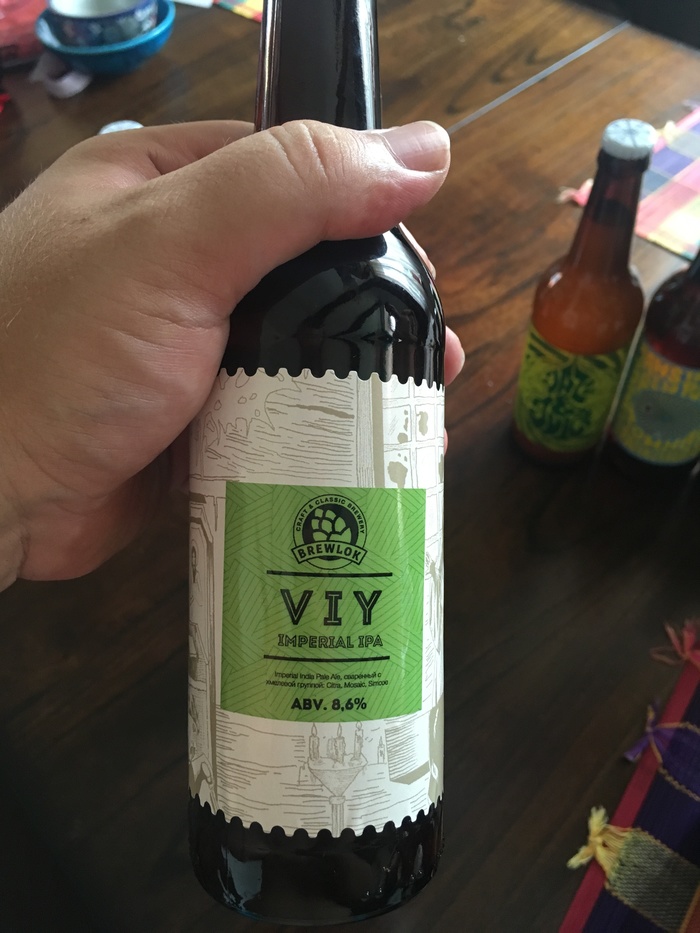 CRAFT & CLASSIC BREWERY
BREWLOK
VIY
IMPERIAL IPA
Imperial India Pale Ale, сваренный с
хмелевой группой: Citra, Mosaic, Simcoe
ABV. 8,6%